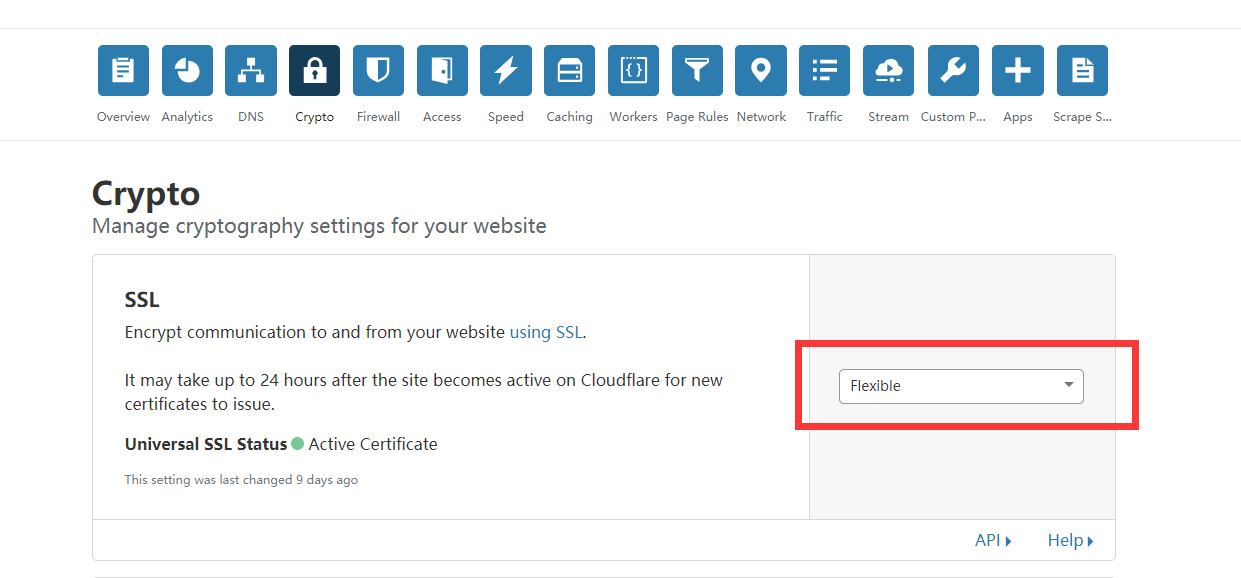 Overview Analytics DNS Crypto Firewall Access Speed Caching Workers Page Rules Network Traffic Stream Custom P... Apps Scrape S...
Crypto
Manage cryptography settings for your website
SSL
Encrypt communication to and from your website using SSL.
It may take up to 24 hours after the site becomes active on Cloudflare for new
certificates to issue.
Flexible
Universal SSL Status Active Certificate
This setting was last changed 9 days ago
API Help